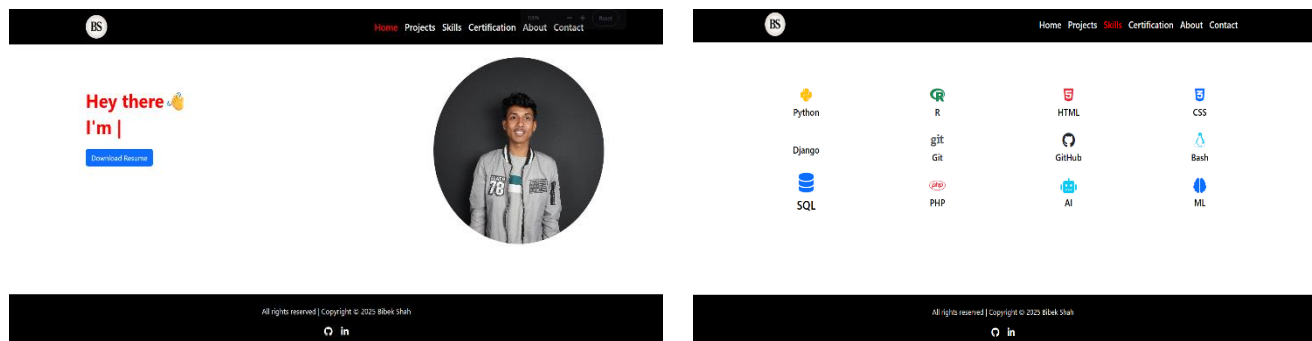 BS
Home Projects Skills Certification About Contact
Hey there
I'm |
Download Resume
78
All rights reserved | Copyright © 2025 Bibek Shah
in
BS
Home Projects Skills Certification About Contact
Python R HTML CSS
git
Django Git GitHub Bash
php
SQL PHP AI ML
All rights reserved | Copyright © 2025 Bibek Shah
in